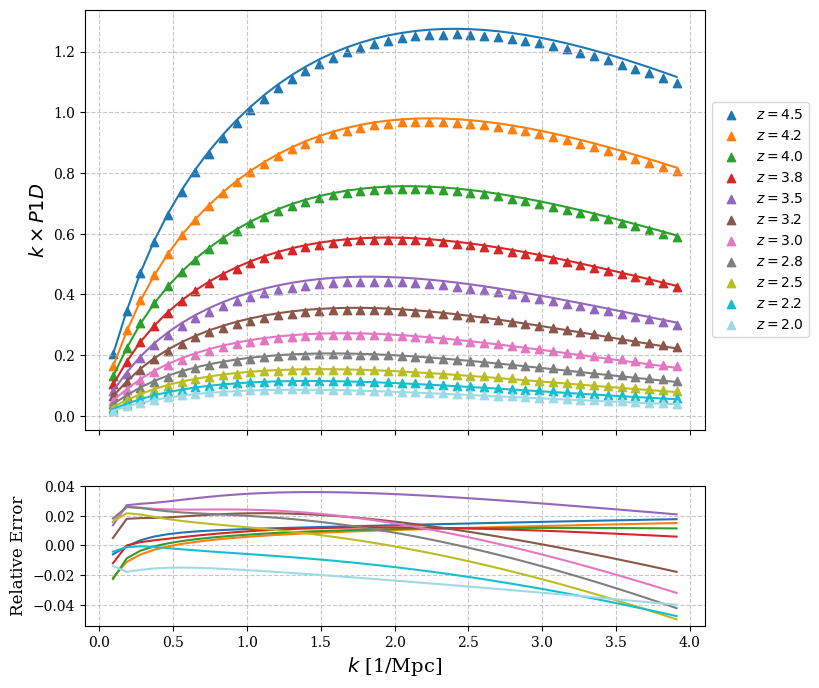 k × P1D
1.2
1.0
0.8
0.6
0.4
0.2
0.0
z = 4.5
z = 4.2
z = 4.0
z = 3.8
z = 3.5
z = 3.2
z = 3.0
z = 2.8
z = 2.5
z = 2.2
z = 2.0
Relative Error
0.04
0.02
0.00
−0.02
−0.04
0.0 0.5 1.0 1.5 2.0 2.5 3.0 3.5 4.0
k [1/Mpc]